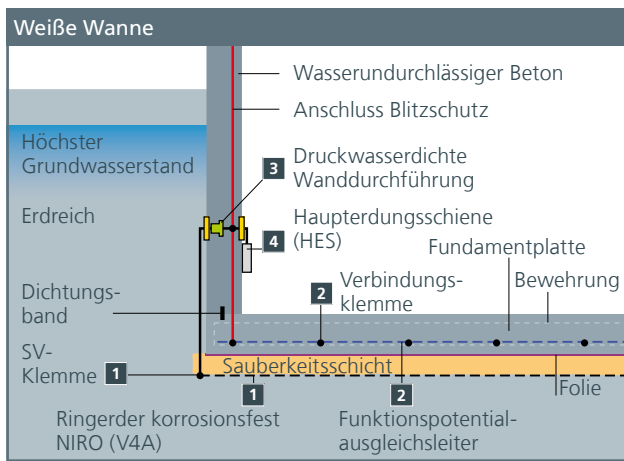 Weiße Wanne
Wasserundurchlässiger Beton
Anschluss Blitzschutz
Höchster
Grundwasserstand
3 Druckwasserdichte
Wanddurchführung
Erdreich
4 Haupterdungsschiene
(HES)
Fundamentplatte
2 Verbindungs-
klemme
Bewehrung
Dichtungs-
band
SV-
Klemme 1
Sauberkeitsschicht
1
2
Folie
Ringerder korrosionsfest
NIRO (V4A)
Funktionspotential-
ausgleichsleiter